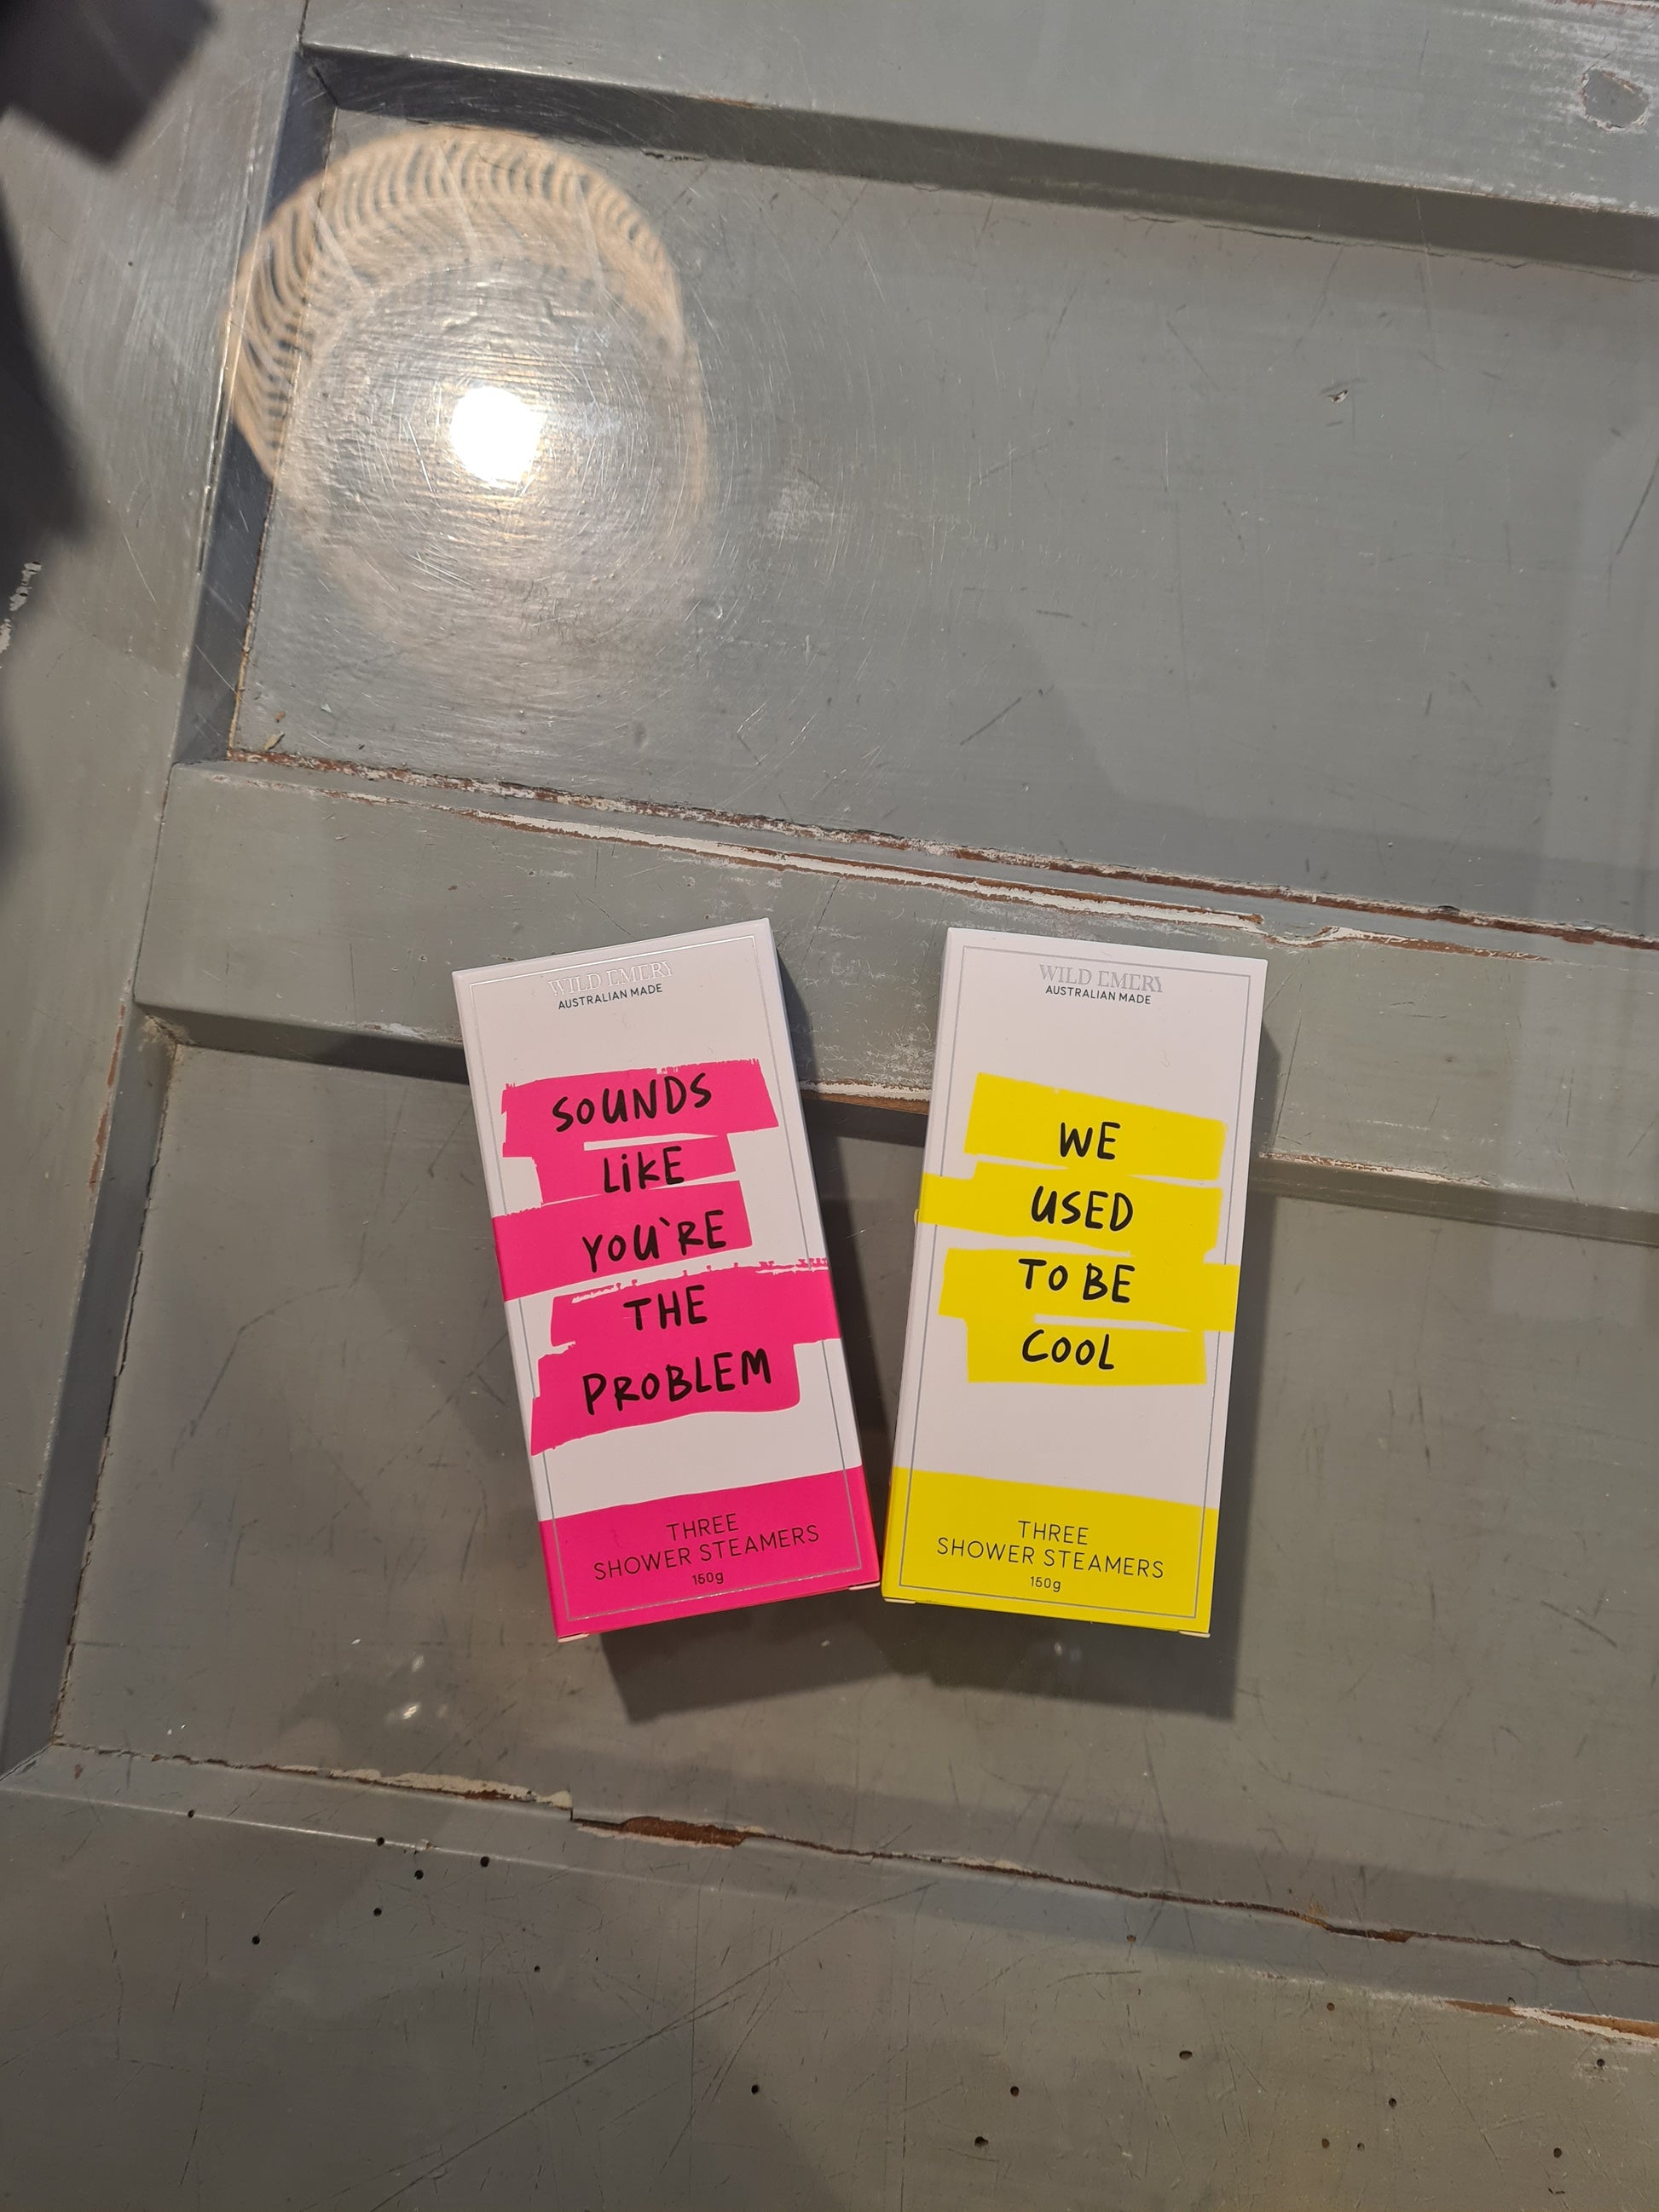 WILD EMERY
AUSTRALIAN MADE
SOUNDS
LIKE
YOU'RE
THE
PROBLEM
THREE
SHOWER STEAMERS
150g
WILD EMERY
AUSTRALIAN MADE
WE
USED
TO BE
COOL
THREE
SHOWER STEAMERS
150g